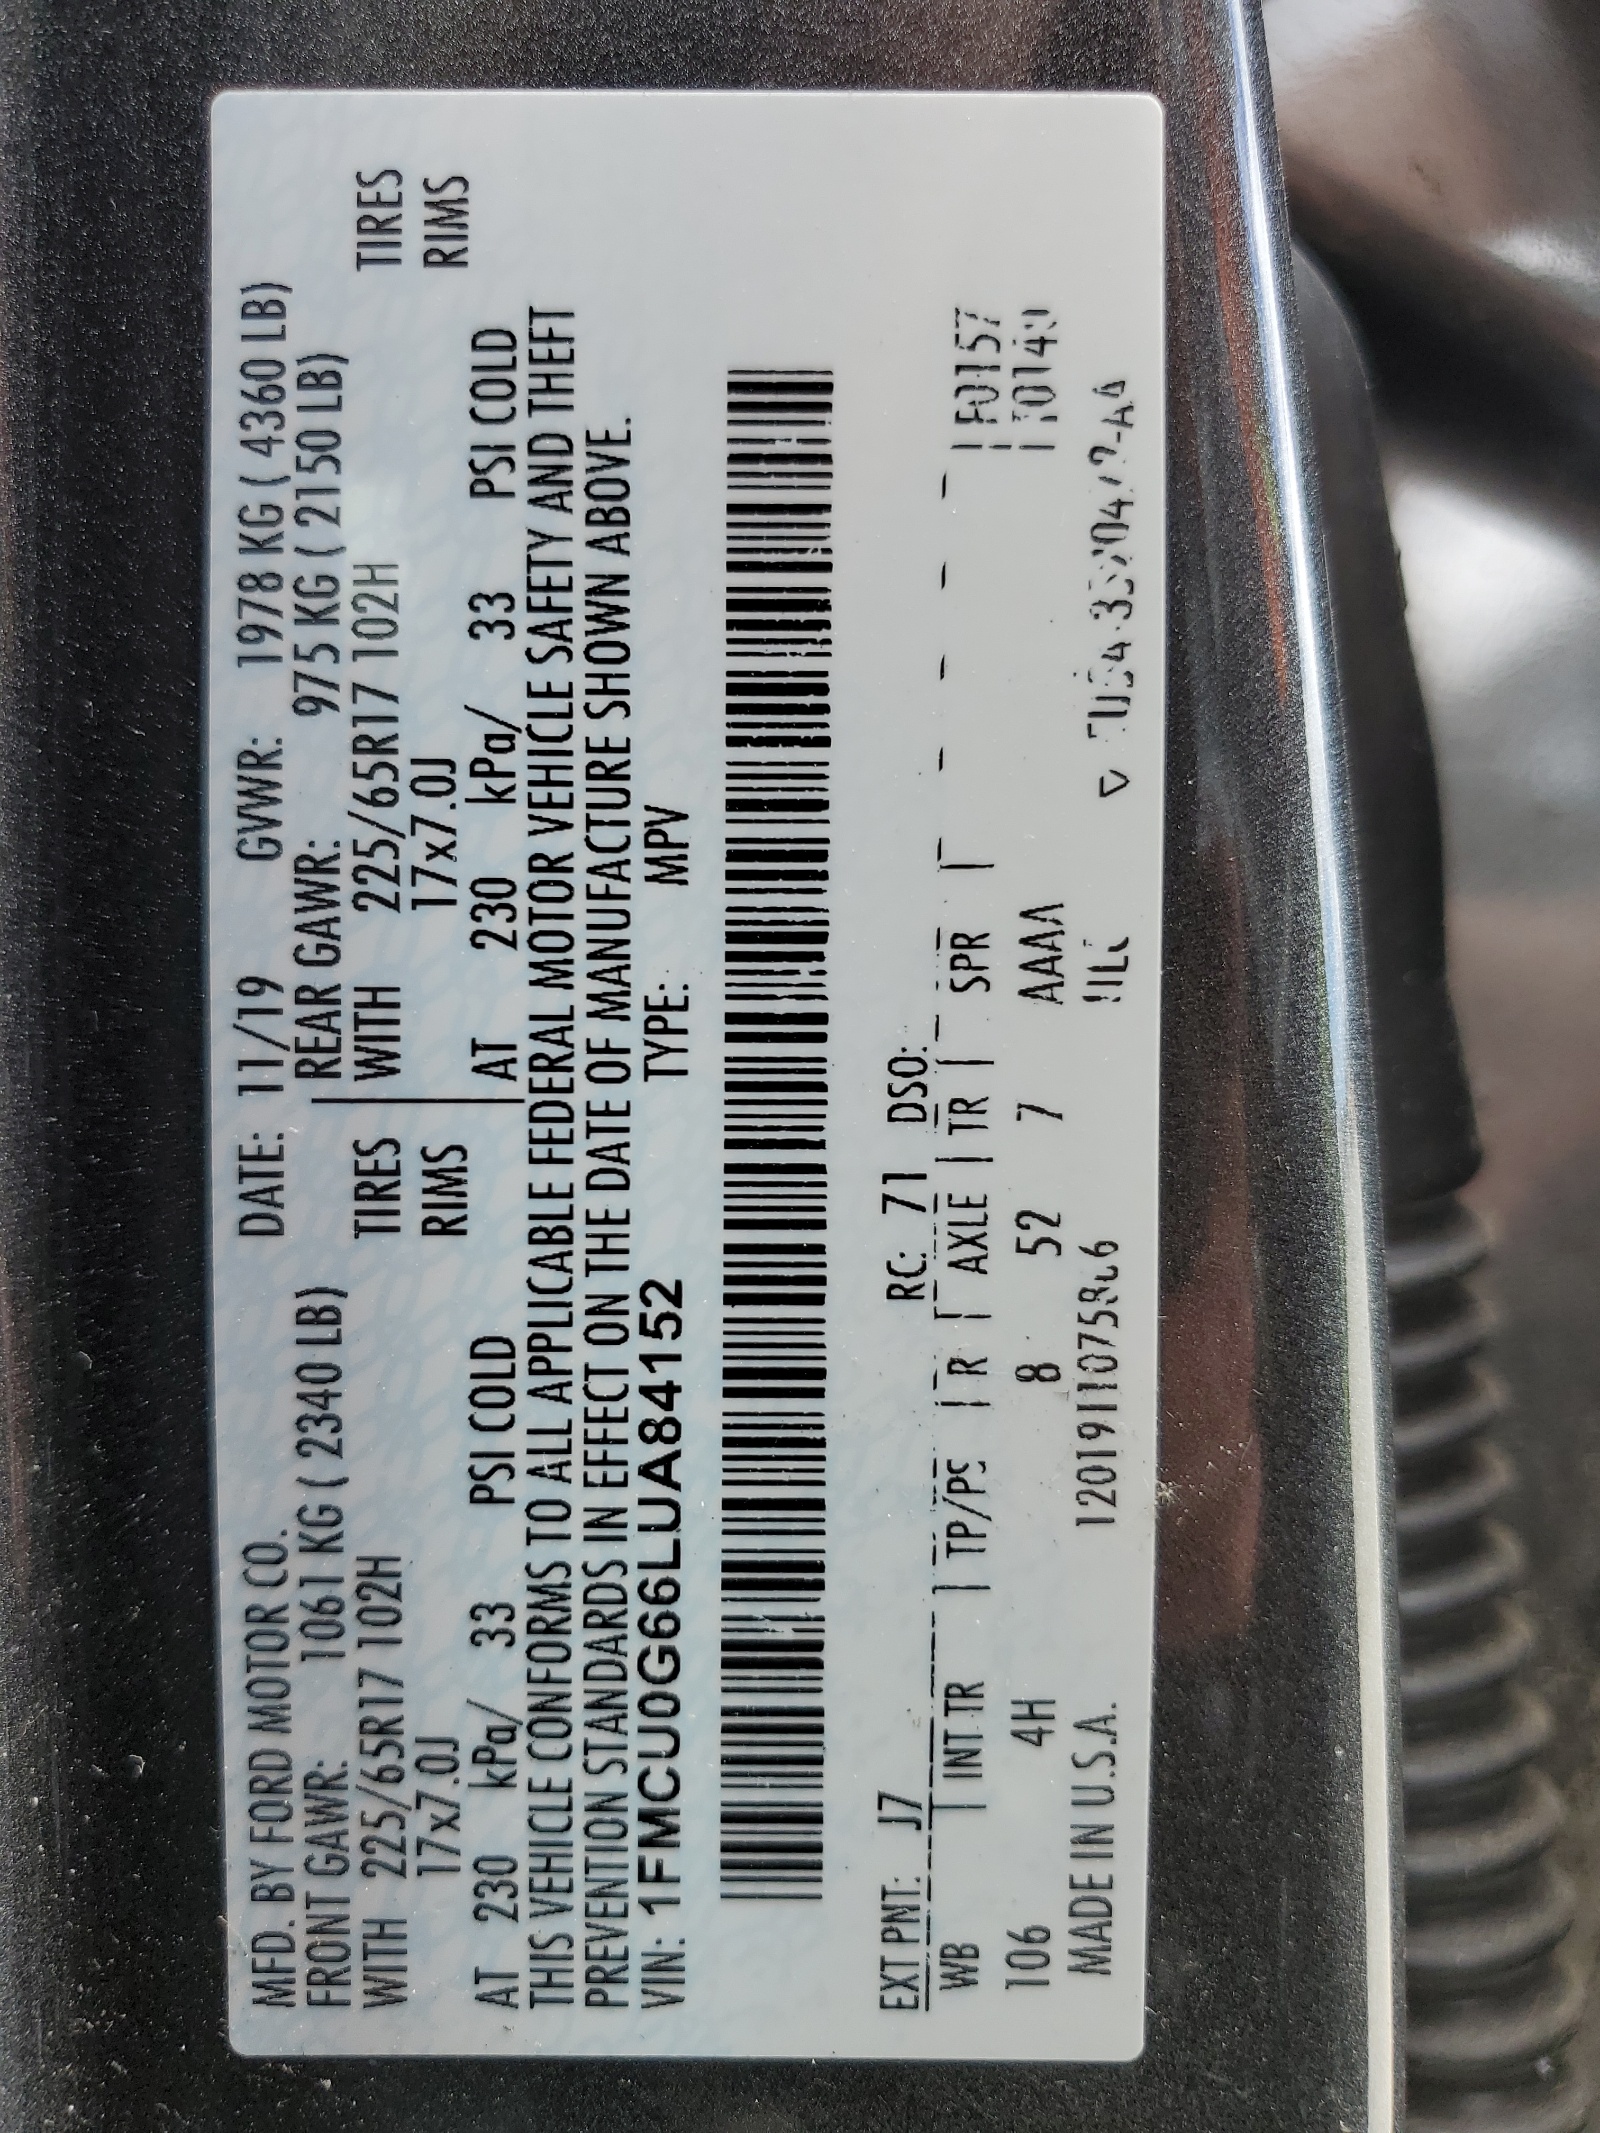 MFD. BY FORD MOTOR CO. DATE: 11/19 GVWR: 1978 KG ( 4360 LB)
FRONT GAWR: 1061 KG ( 2340 LB) REAR GAWR: 975 KG ( 2150 LB)
WITH 225/65R17 102H TIRES WITH 225/65R17 102H TIRES
17x7.0J RIMS 17x7.0J RIMS
AT 230 kPa/ 33 PSI COLD AT 230 kPa/ 33 PSI COLD
THIS VEHICLE CONFORMS TO ALL APPLICABLE FEDERAL MOTOR VEHICLE SAFETY AND THEFT
PREVENTION STANDARDS IN EFFECT ON THE DATE OF MANUFACTURE SHOWN ABOVE.
VIN: 1FMCU0G66LUA84152 TYPE: MPV
EXT PNT: J7 RC: 71 DSO:
WB INT TR TP/PS R AXLE TR SPR F0157
106 4H 8 52 7 AAAA
MADE IN U.S.A.